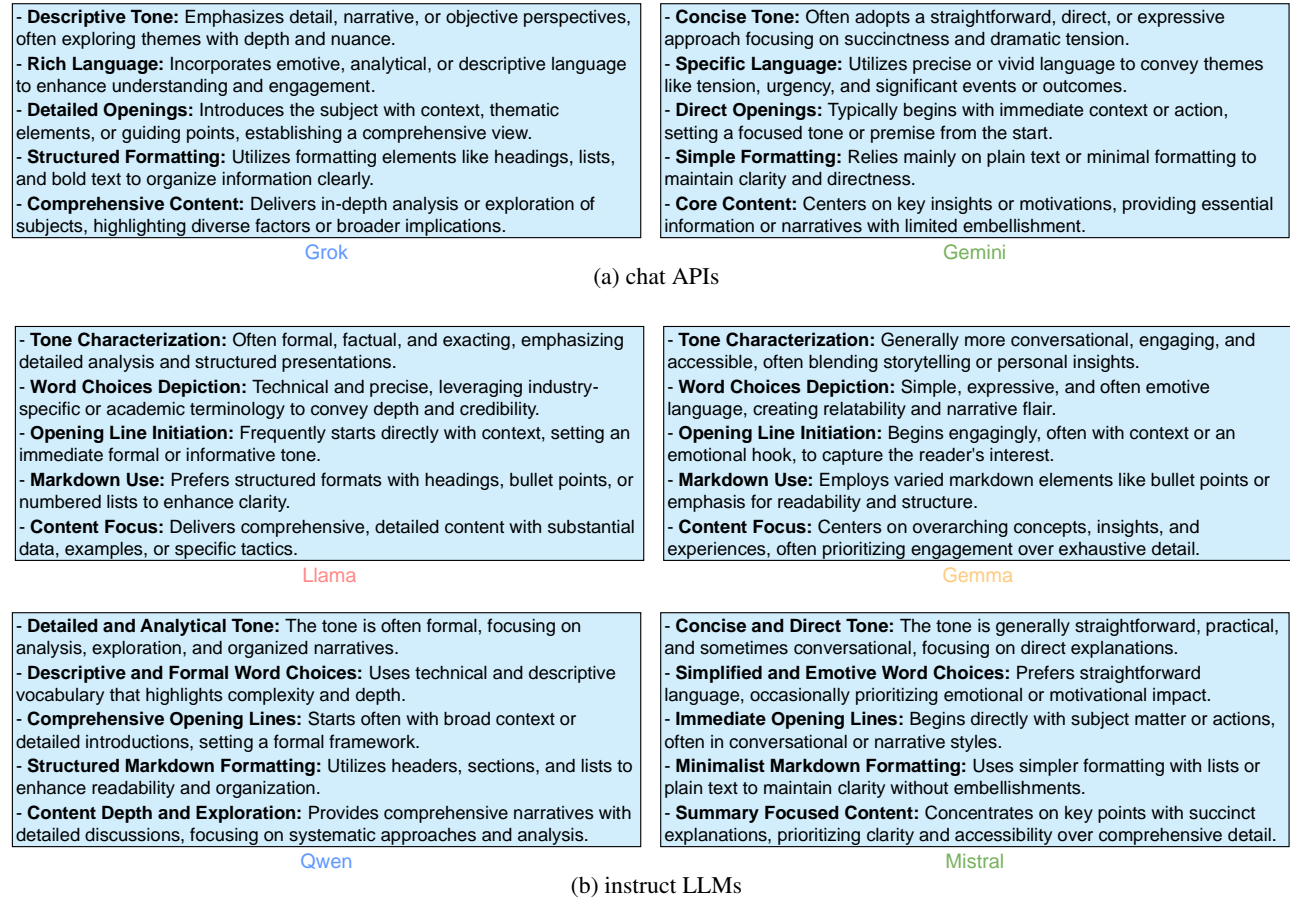 - Descriptive Tone: Emphasizes detail, narrative, or objective perspectives,
often exploring themes with depth and nuance.
- Rich Language: Incorporates emotive, analytical, or descriptive language
to enhance understanding and engagement.
- Detailed Openings: Introduces the subject with context, thematic
elements, or guiding points, establishing a comprehensive view.
- Structured Formatting: Utilizes formatting elements like headings, lists,
and bold text to organize information clearly.
- Comprehensive Content: Delivers in-depth analysis or exploration of
subjects, highlighting diverse factors or broader implications.
Grok
- Concise Tone: Often adopts a straightforward, direct, or expressive
approach focusing on succinctness and dramatic tension.
- Specific Language: Utilizes precise or vivid language to convey themes
like tension, urgency, and significant events or outcomes.
- Direct Openings: Typically begins with immediate context or action,
setting a focused tone or premise from the start.
- Simple Formatting: Relies mainly on plain text or minimal formatting to
maintain clarity and directness.
- Core Content: Centers on key insights or motivations, providing essential
information or narratives with limited embellishment.
Gemini
(a) chat APIs
- Tone Characterization: Often formal, factual, and exacting, emphasizing
detailed analysis and structured presentations.
- Word Choices Depiction: Technical and precise, leveraging industry-
specific or academic terminology to convey depth and credibility.
- Opening Line Initiation: Frequently starts directly with context, setting an
immediate formal or informative tone.
- Markdown Use: Prefers structured formats with headings, bullet points, or
numbered lists to enhance clarity.
- Content Focus: Delivers comprehensive, detailed content with substantial
data, examples, or specific tactics.
Llama
- Tone Characterization: Generally more conversational, engaging, and
accessible, often blending storytelling or personal insights.
- Word Choices Depiction: Simple, expressive, and often emotive
language, creating relatability and narrative flair.
- Opening Line Initiation: Begins engagingly, often with context or an
emotional hook, to capture the reader's interest.
- Markdown Use: Employs varied markdown elements like bullet points or
emphasis for readability and structure.
- Content Focus: Centers on overarching concepts, insights, and
experiences, often prioritizing engagement over exhaustive detail.
Gemma
- Detailed and Analytical Tone: The tone is often formal, focusing on
analysis, exploration, and organized narratives.
- Descriptive and Formal Word Choices: Uses technical and descriptive
vocabulary that highlights complexity and depth.
- Comprehensive Opening Lines: Starts often with broad context or
detailed introductions, setting a formal framework.
- Structured Markdown Formatting: Utilizes headers, sections, and lists to
enhance readability and organization.
- Content Depth and Exploration: Provides comprehensive narratives with
detailed discussions, focusing on systematic approaches and analysis.
Qwen
- Concise and Direct Tone: The tone is generally straightforward, practical,
and sometimes conversational, focusing on direct explanations.
- Simplified and Emotive Word Choices: Prefers straightforward
language, occasionally prioritizing emotional or motivational impact.
- Immediate Opening Lines: Begins directly with subject matter or actions,
often in conversational or narrative styles.
- Minimalist Markdown Formatting: Uses simpler formatting with lists or
plain text to maintain clarity without embellishments.
- Summary Focused Content: Concentrates on key points with succinct
explanations, prioritizing clarity and accessibility over comprehensive detail.
Mistral
(b) instruct LLMs